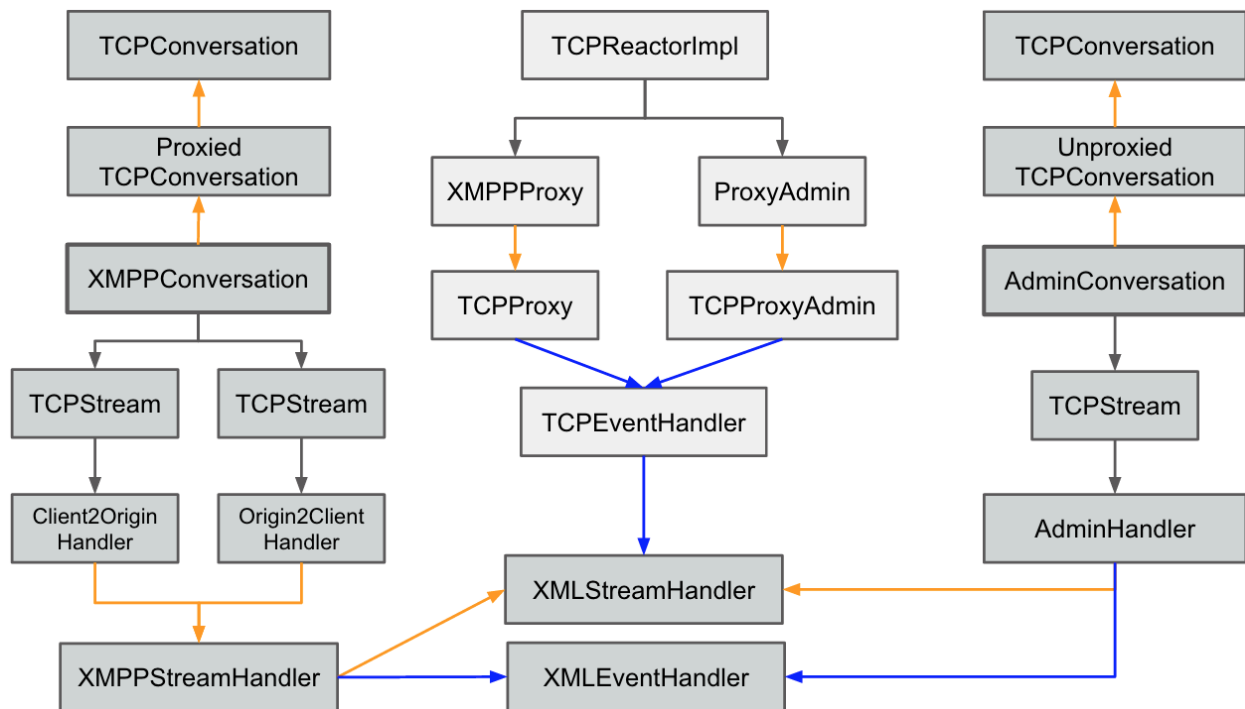 TCPConversation
TCPReactorImpl
TCPConversation
Proxied
TCPConversation
Unproxied
TCPConversation
XMPPProxy
ProxyAdmin
XMPPConversation
TCPProxy
TCPProxyAdmin
AdminConversation
TCPStream
TCPStream
TCPEventHandler
TCPStream
Client2Origin
Handler
Origin2Client
Handler
AdminHandler
XMLStreamHandler
XMPPStreamHandler
XMLEventHandler